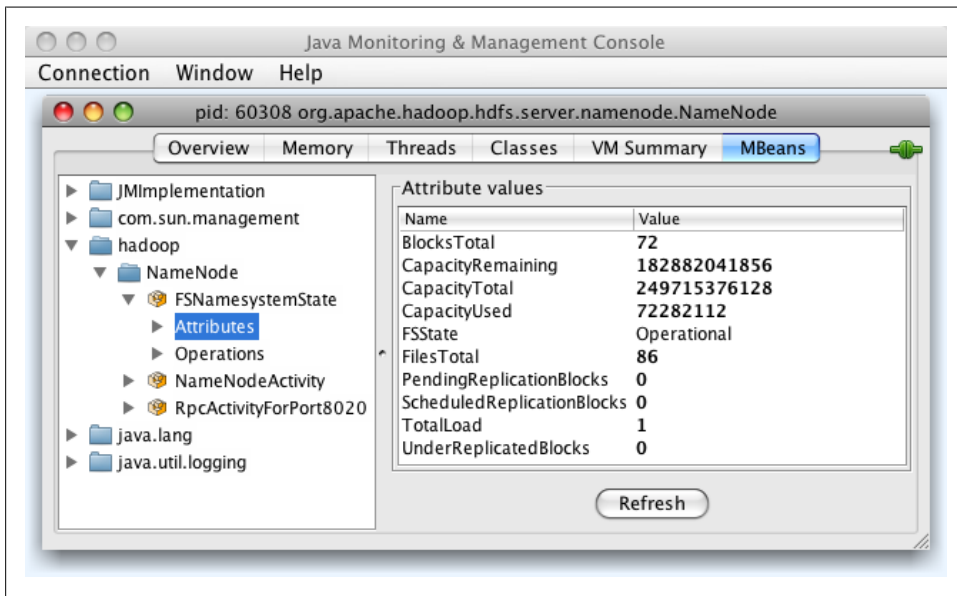 Java Monitoring & Management Console
Connection Window Help
pid: 60308 org.apache.hadoop.hdfs.server.namenode.NameNode
Overview Memory Threads Classes VM Summary MBeans
JMImplementation
com.sun.management
hadoop
NameNode
FSNamesystemState
Attributes
Operations
NameNodeActivity
RpcActivityForPort8020
java.lang
java.util.logging
Attribute values
Name Value
BlocksTotal 72
CapacityRemaining 182882041856
CapacityTotal 249715376128
CapacityUsed 72282112
FSState Operational
FilesTotal 86
PendingReplicationBlocks 0
ScheduledReplicationBlocks 0
TotalLoad 1
UnderReplicatedBlocks 0
Refresh